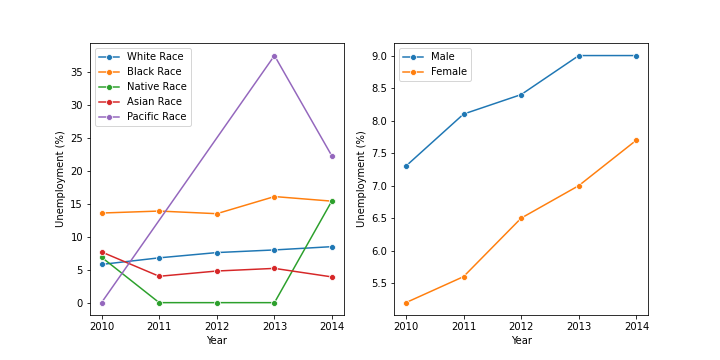 White Race
Black Race
Native Race
Asian Race
Pacific Race
Unemployment (%)
35
30
25
20
15
10
5
0
2010 2011 2012 2013 2014
Year
Male
Female
Unemployment (%)
9.0
8.5
8.0
7.5
7.0
6.5
6.0
5.5
2010 2011 2012 2013 2014
Year